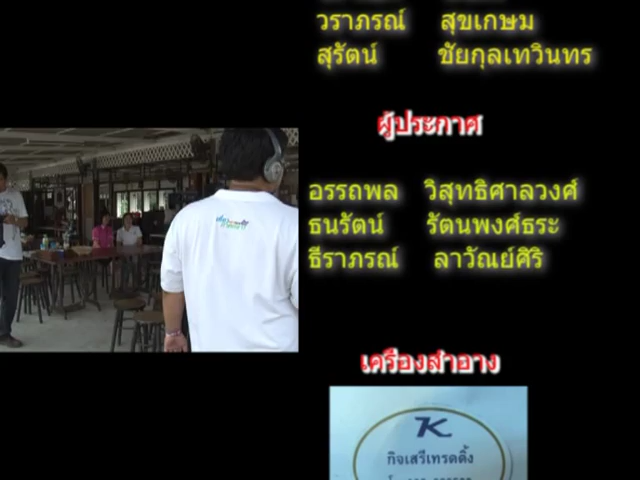 วราภรณ์ สุขเกษม
สุรัตน์ ชัยกุลเทวินทร
ผู้ประกาศ
อรรถพล วิสุทธิศาลวงศ์
ธนรัตน์ รัตนพงศ์ธระ
ธีราภรณ์ ลาวัณย์ศิริ
เครื่องสำอาง
K
กิจเสรีเทรดดิ้ง